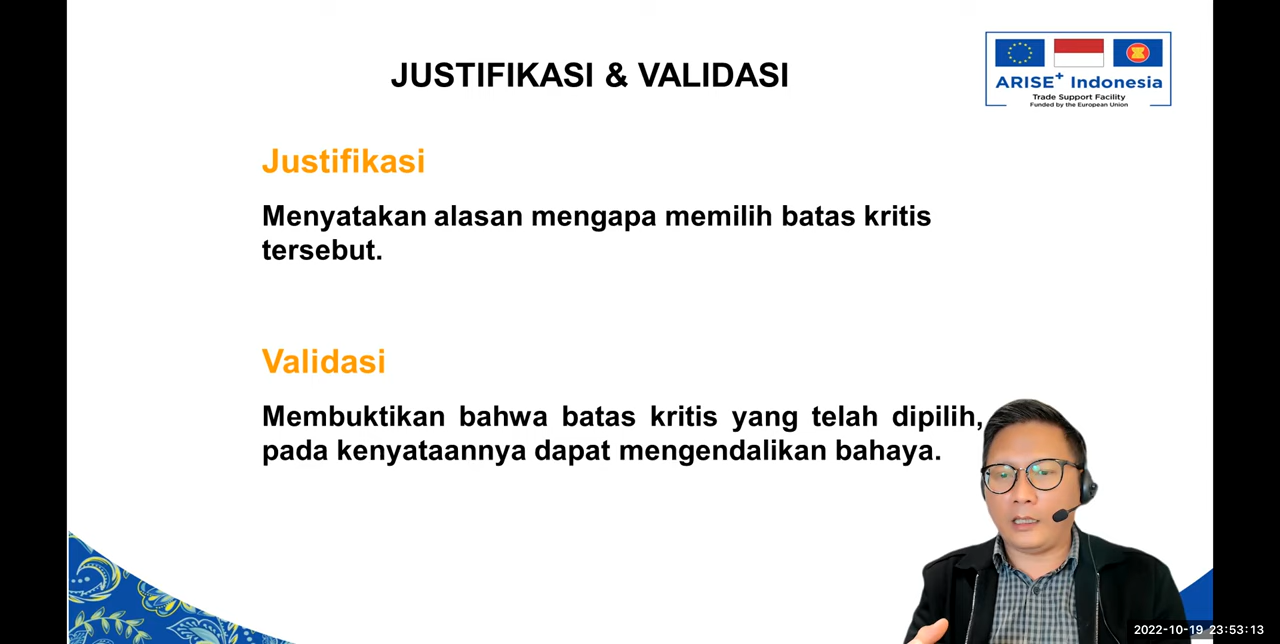 JUSTIFIKASI & VALIDASI
ARISE+ Indonesia
Trade Support Facility
Funded by the European Union
Justifikasi
Menyatakan alasan mengapa memilih batas kritis
tersebut.
Validasi
Membuktikan bahwa batas kritis yang telah dipilih,
pada kenyataannya dapat mengendalikan bahaya.
2022-10-19 23:53:13